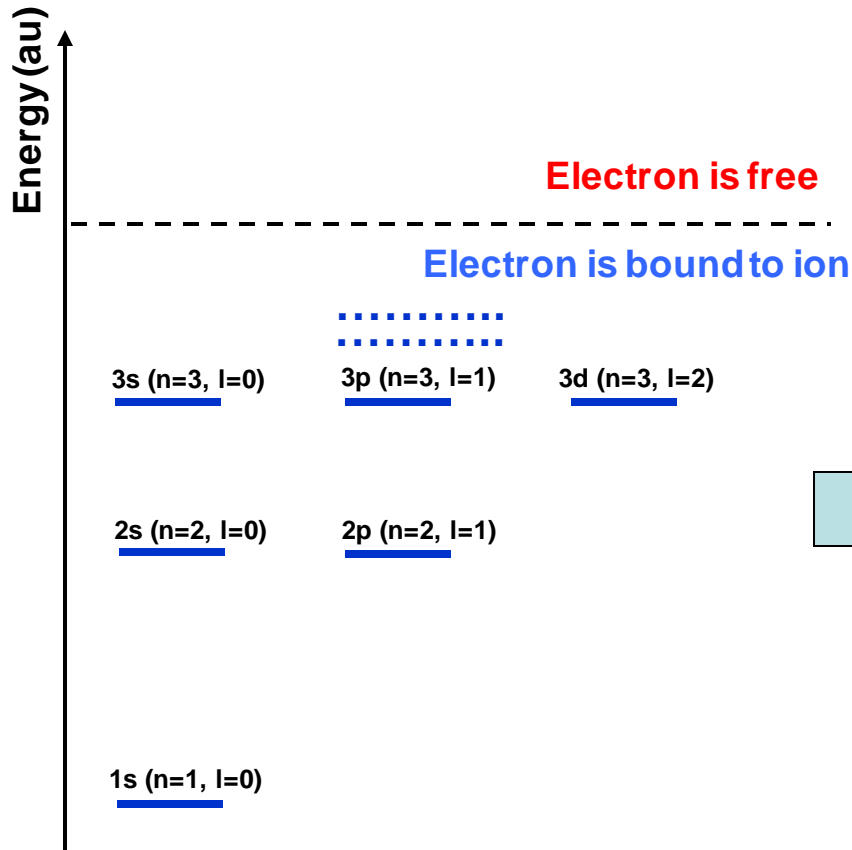 Energy (au)
Electron is free
Electron is bound to ion
3s (n=3, l=0)
3p (n=3, l=1)
3d (n=3, l=2)
2s (n=2, l=0)
2p (n=2, l=1)
1s (n=1, l=0)